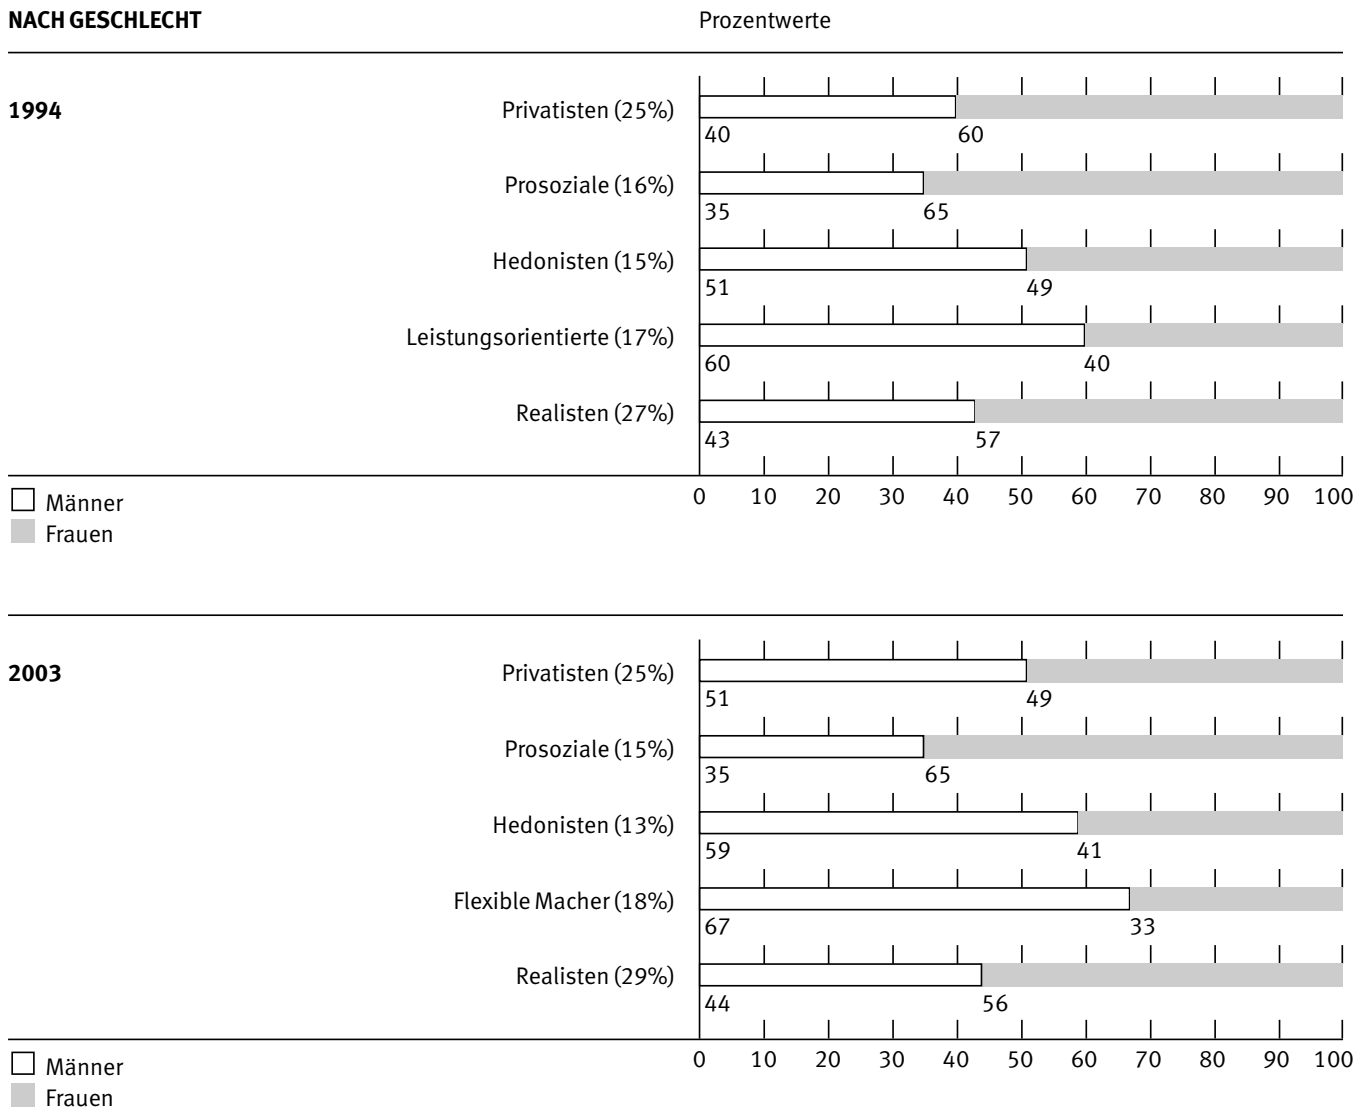 NACH GESCHLECHT Prozentwerte
1994 Privatisten (25%)
40 60
Prosoziale (16%)
35 65
Hedonisten (15%)
51 49
Leistungsorientierte (17%)
60 40
Realisten (27%)
43 57
0 10 20 30 40 50 60 70 80 90 100
Männer
Frauen
2003 Privatisten (25%)
51 49
Prosoziale (15%)
35 65
Hedonisten (13%)
59 41
Flexible Macher (18%)
67 33
Realisten (29%)
44 56
0 10 20 30 40 50 60 70 80 90 100
Männer
Frauen